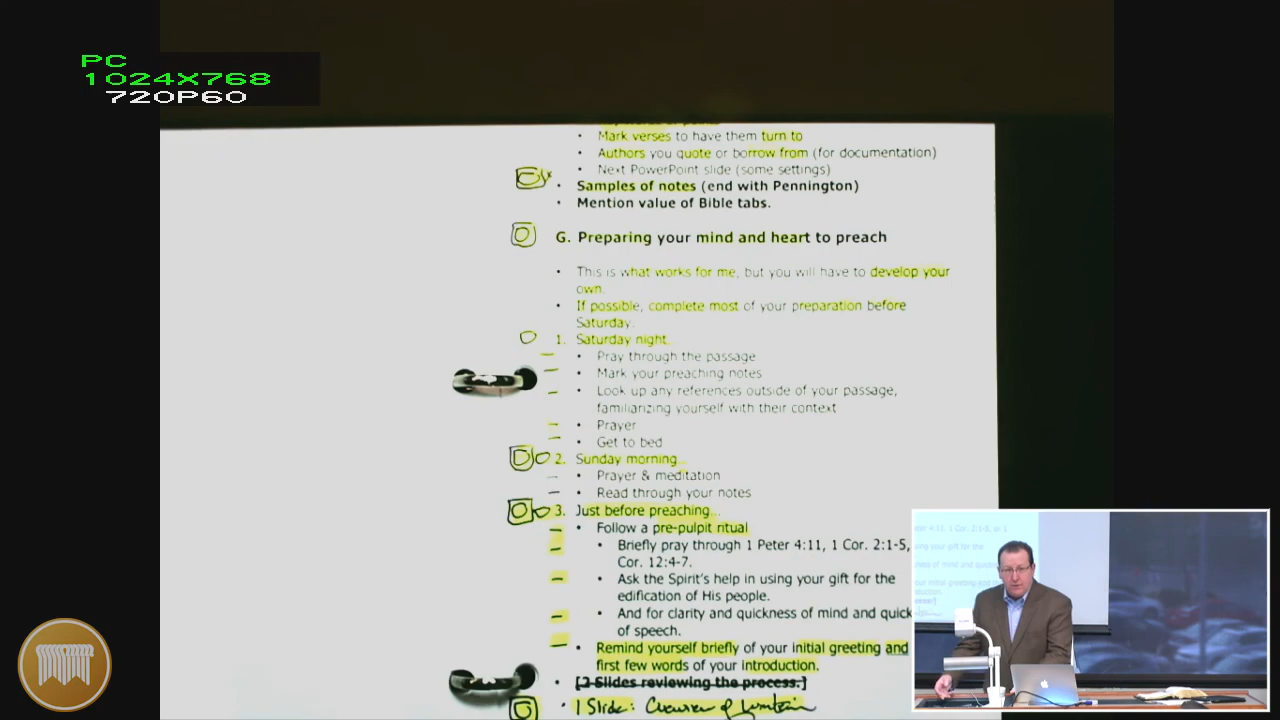 PC
1024X768
720P60
• Mark verses to have them turn to
• Authors you quote or borrow from (for documentation)
• Next PowerPoint slide (some settings)
• Samples of notes (end with Pennington)
• Mention value of Bible tabs.
G. Preparing your mind and heart to preach
• This is what works for me, but you will have to develop your
own.
• If possible, complete most of your preparation before
Saturday.
1. Saturday night...
• Pray through the passage
• Mark your preaching notes
• Look up any references outside of your passage,
familiarizing yourself with their context
• Prayer
• Get to bed
2. Sunday morning...
• Prayer & meditation
• Read through your notes
3. Just before preaching...
• Follow a pre-pulpit ritual
• Briefly pray through 1 Peter 4:11, 1 Cor. 2:1-5,
Cor. 12:4-7.
• Ask the Spirit's help in using your gift for the
edification of His people.
• And for clarity and quickness of mind and quick
of speech.
• Remind yourself briefly of your initial greeting and
first few words of your introduction.
• [2 Slides reviewing the process.]
• 1 Slide: of